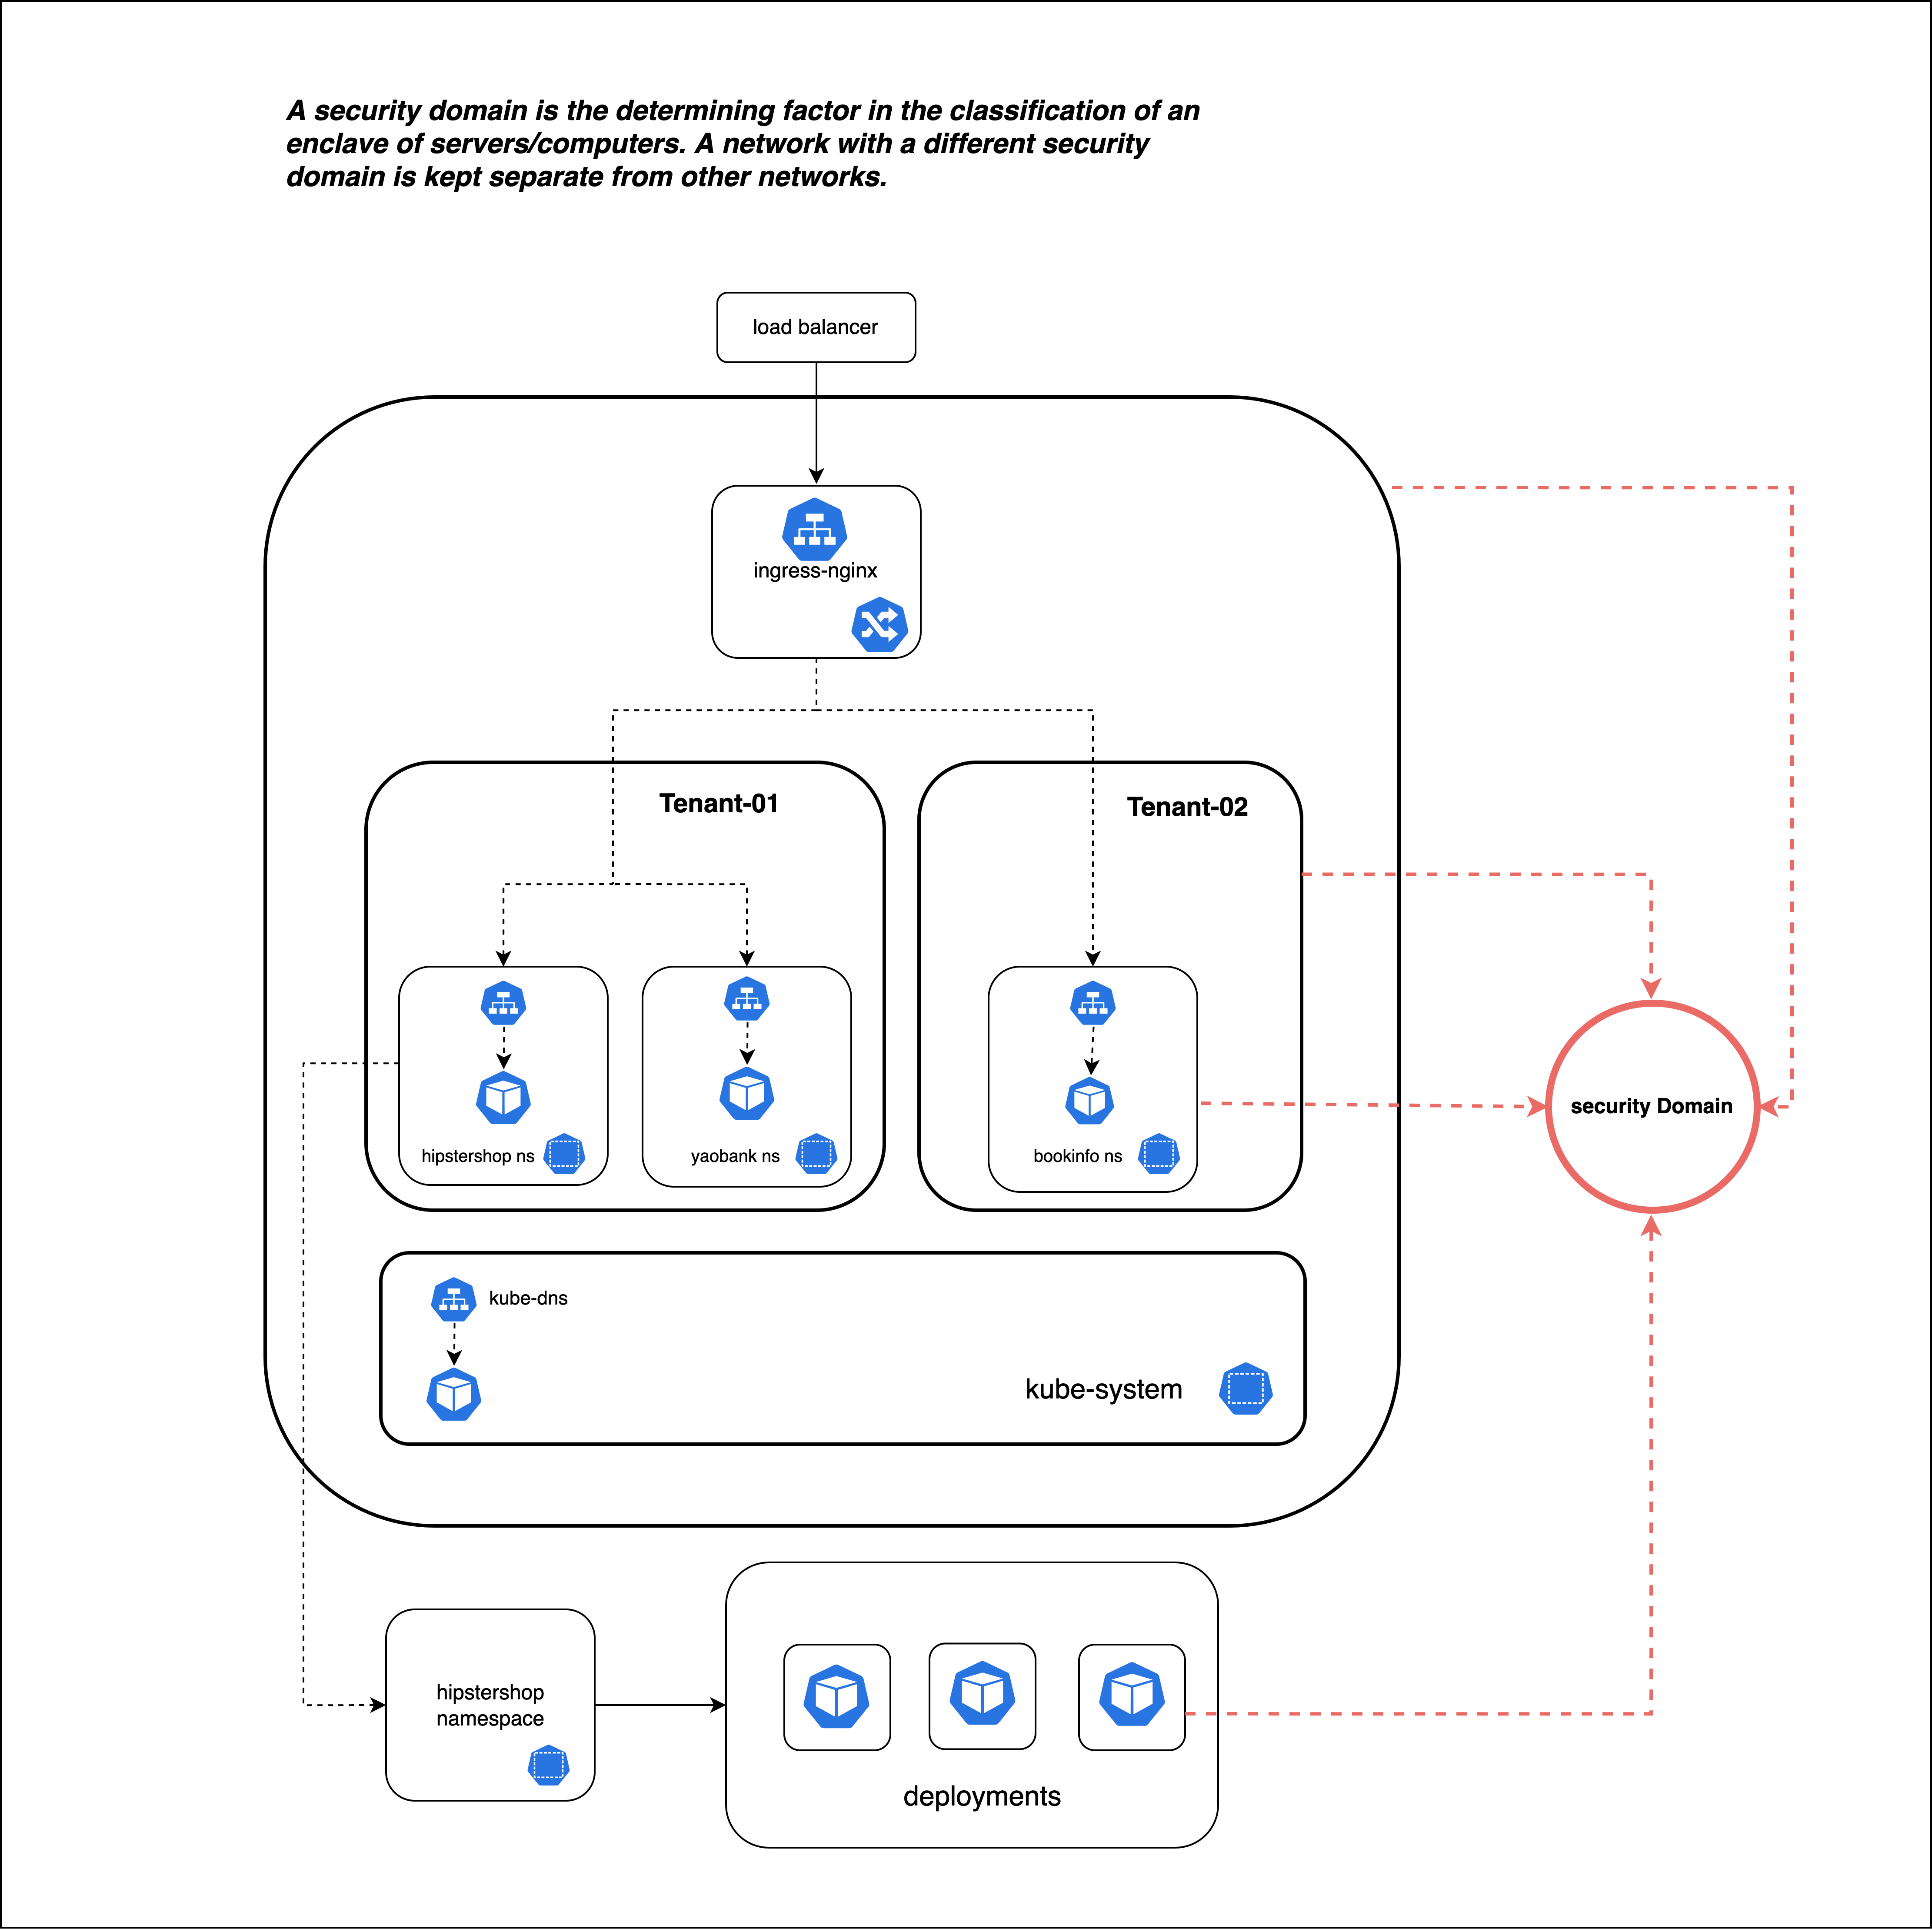 A security domain is the determining factor in the classification of an
enclave of servers/computers. A network with a different security
domain is kept separate from other networks.
load balancer
ingress-nginx
Tenant-01
Tenant-02
hipstershop ns
yaobank ns
bookinfo ns
security Domain
kube-dns
kube-system
hipstershop
namespace
deployments